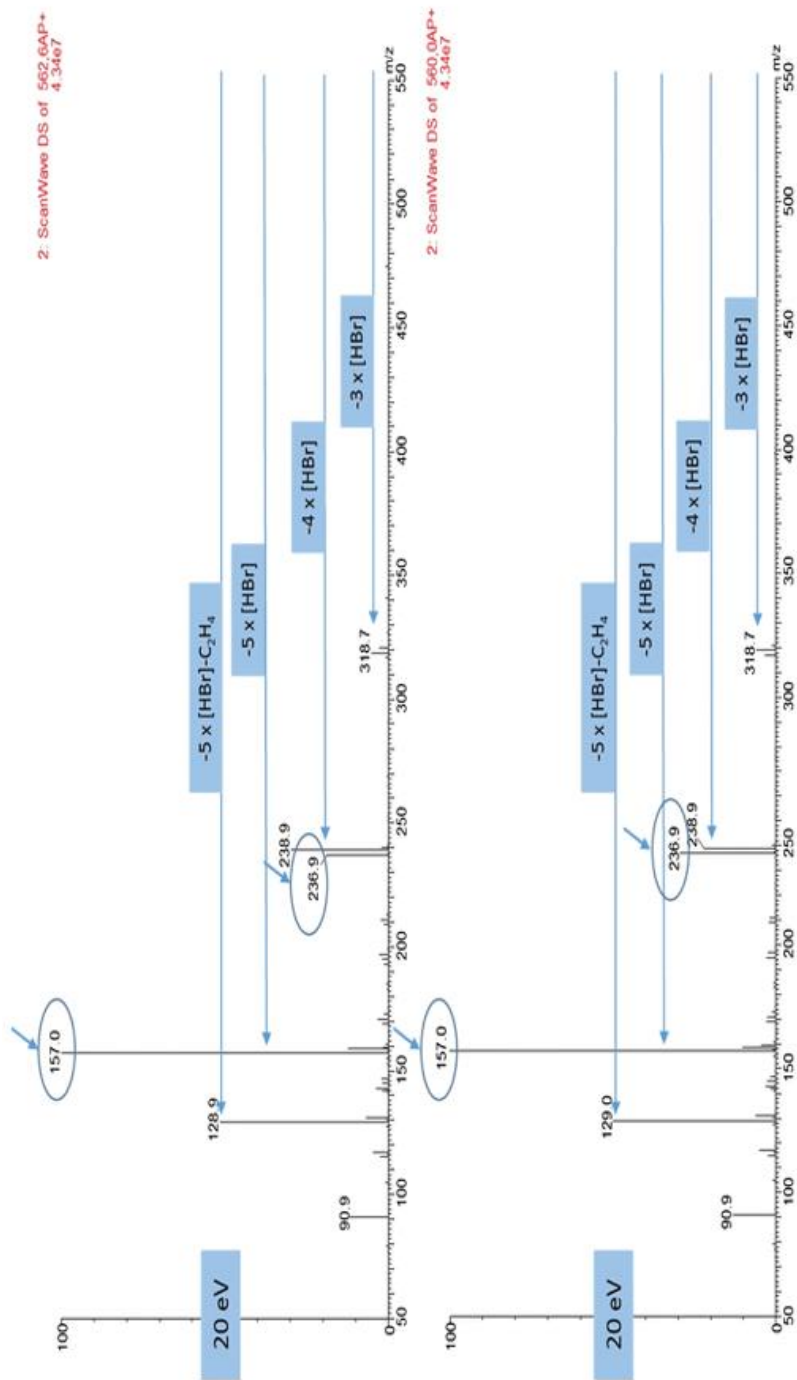 2: ScanWave DS of 562.6AP+
4.34e7
100
20 eV
-5 x [HBr]-C₂H₄
-5 x [HBr]
-4 x [HBr]
-3 x [HBr]
90.9
128.9
157.0
236.9
238.9
318.7
0
50 100 150 200 250 300 350 400 450 500 550
m/z
2: ScanWave DS of 560.0AP+
4.34e7
100
20 eV
-5 x [HBr]-C₂H₄
-5 x [HBr]
-4 x [HBr]
-3 x [HBr]
90.9
129.0
157.0
236.9
238.9
318.7
0
50 100 150 200 250 300 350 400 450 500 550
m/z